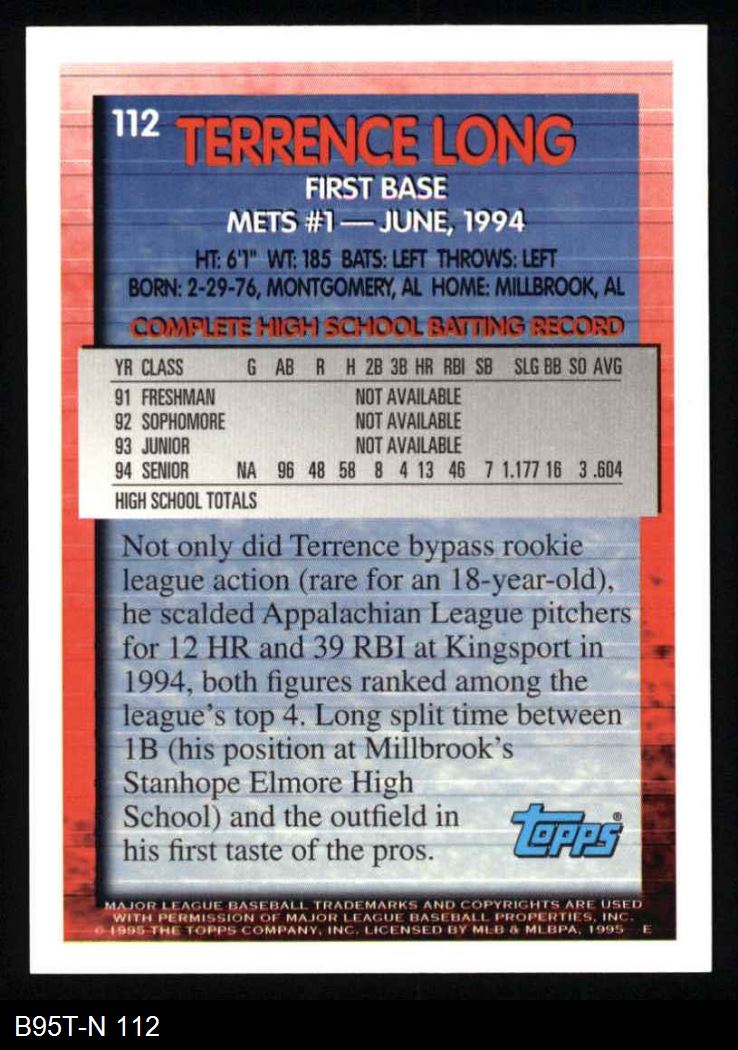 112 TERRENCE LONG
FIRST BASE
METS #1 — JUNE, 1994
HT: 6'1" WT: 185 BATS: LEFT THROWS: LEFT
BORN: 2-29-76, MONTGOMERY, AL HOME: MILLBROOK, AL
COMPLETE HIGH SCHOOL BATTING RECORD
YR CLASS G AB R H 2B 3B HR RBI SB SLG BB SO AVG
91 FRESHMAN NOT AVAILABLE
92 SOPHOMORE NOT AVAILABLE
93 JUNIOR NOT AVAILABLE
94 SENIOR NA 96 48 58 8 4 13 46 7 1.177 16 3 .604
HIGH SCHOOL TOTALS
Not only did Terrence bypass rookie
league action (rare for an 18-year-old),
he scalded Appalachian League pitchers
for 12 HR and 39 RBI at Kingsport in
1994, both figures ranked among the
league's top 4. Long split time between
1B (his position at Millbrook's
Stanhope Elmore High
School) and the outfield in
his first taste of the pros.
Topps®
MAJOR LEAGUE BASEBALL TRADEMARKS AND COPYRIGHTS ARE USED
WITH PERMISSION OF MAJOR LEAGUE BASEBALL PROPERTIES, INC.
© 1995 THE TOPPS COMPANY, INC. LICENSED BY MLB & MLBPA, 1995 E
B95T-N 112